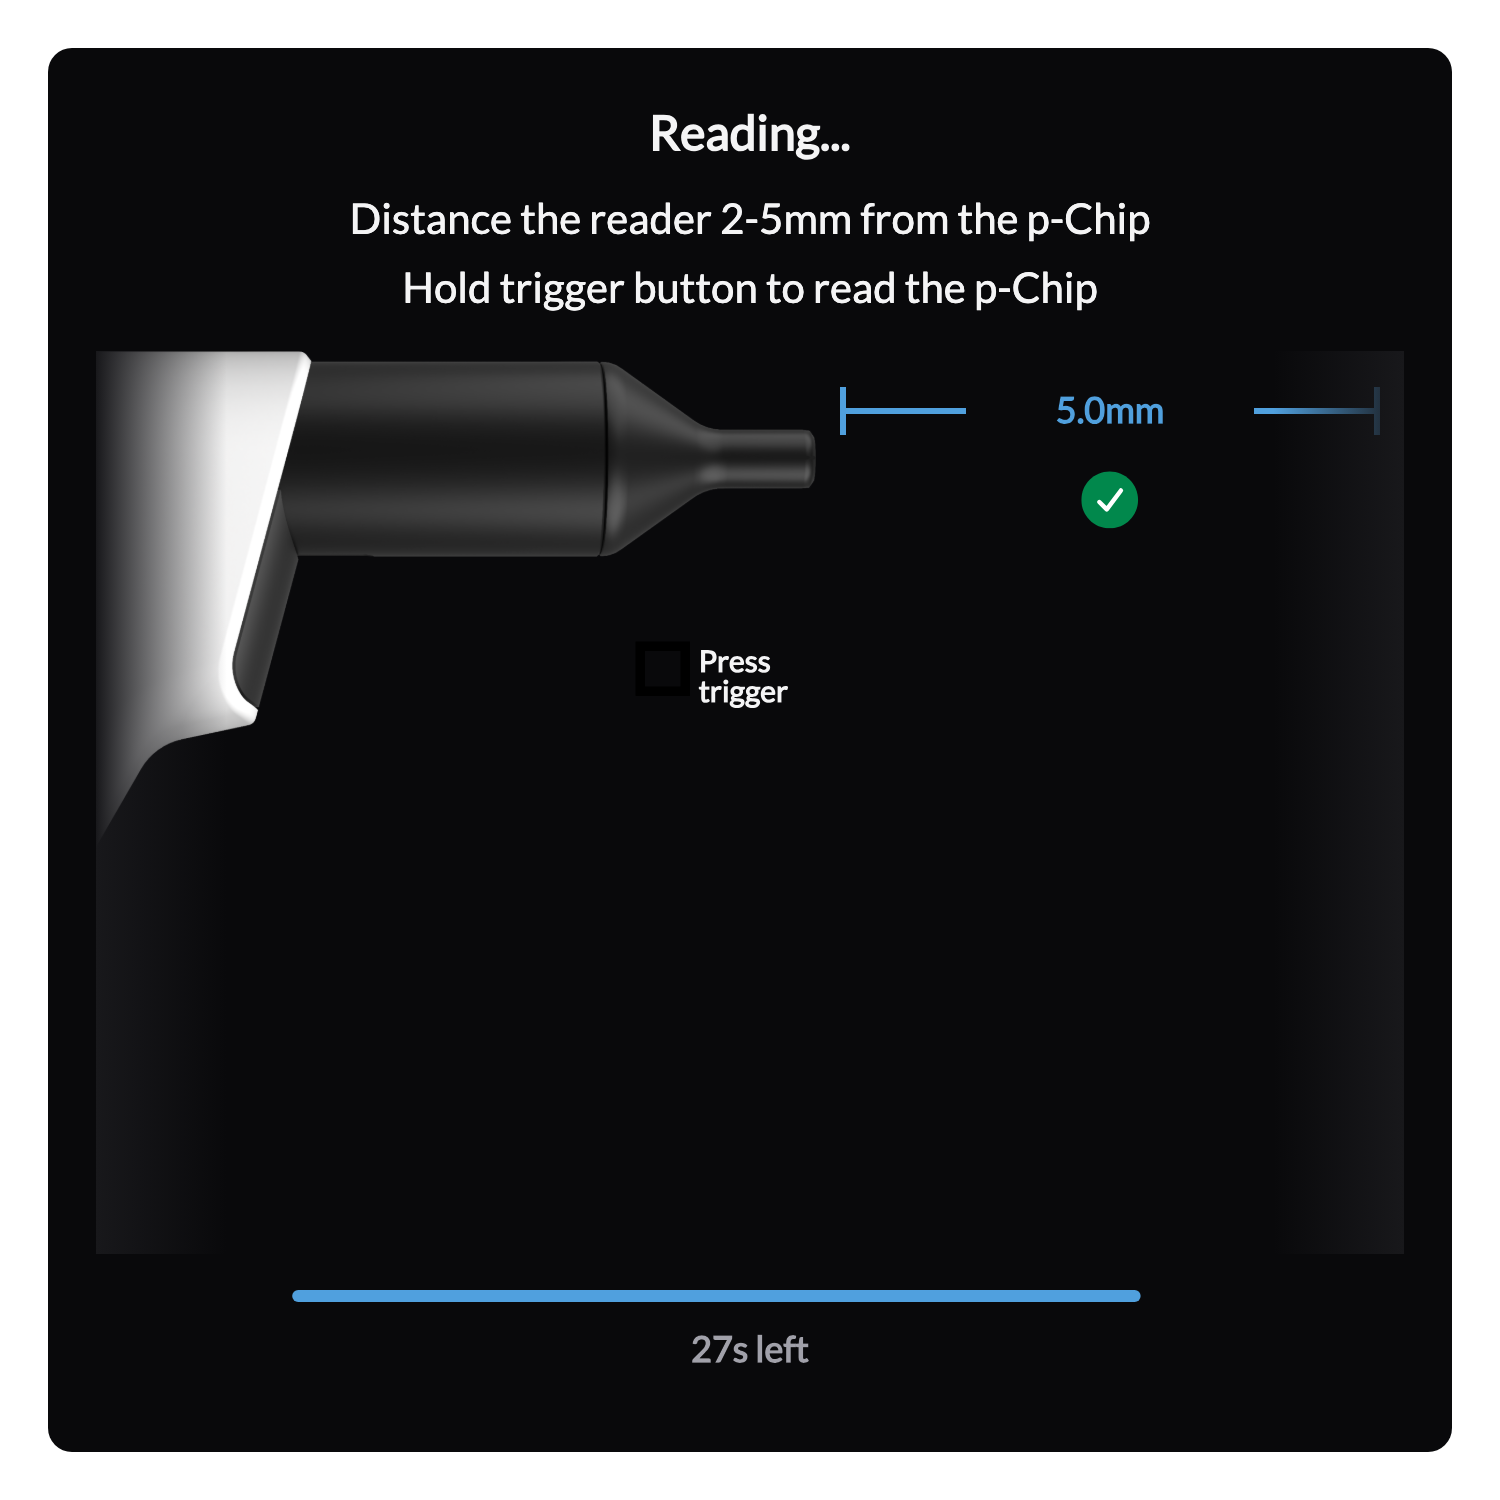 Reading...
Distance the reader 2-5mm from the p-Chip
Hold trigger button to read the p-Chip
5.0mm
Press
trigger
27s left